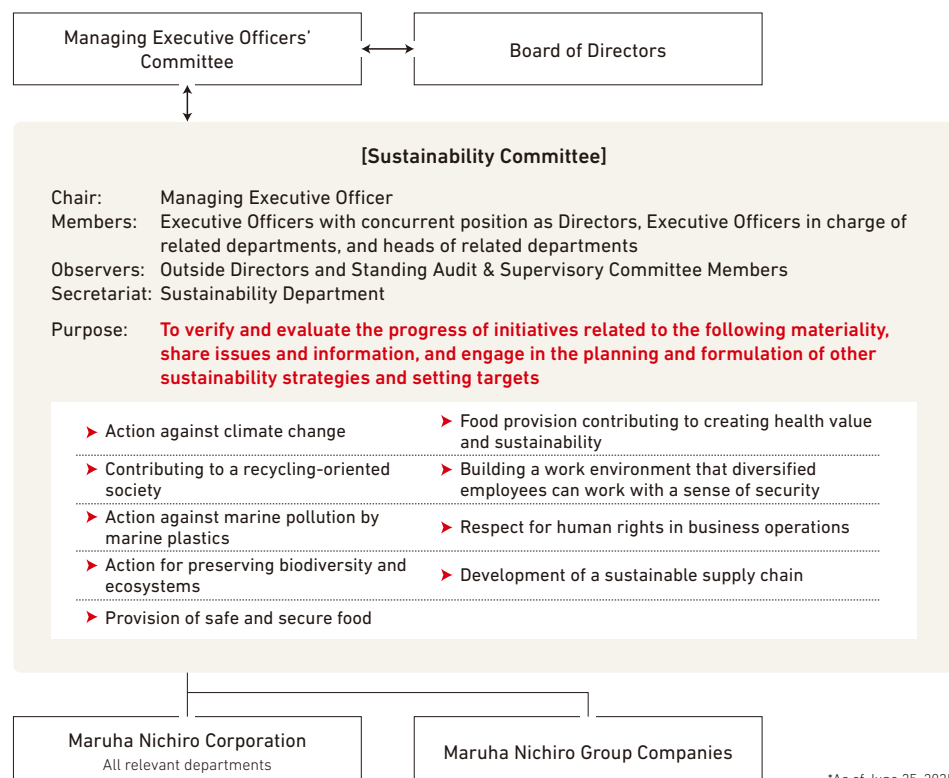 Managing Executive Officers'
Committee
Board of Directors
[Sustainability Committee]
Chair: Managing Executive Officer
Members: Executive Officers with concurrent position as Directors, Executive Officers in charge of
related departments, and heads of related departments
Observers: Outside Directors and Standing Audit & Supervisory Committee Members
Secretariat: Sustainability Department
Purpose: To verify and evaluate the progress of initiatives related to the following materiality,
share issues and information, and engage in the planning and formulation of other
sustainability strategies and setting targets
➤ Action against climate change
➤ Contributing to a recycling-oriented
society
➤ Action against marine pollution by
marine plastics
➤ Action for preserving biodiversity and
ecosystems
➤ Provision of safe and secure food
➤ Food provision contributing to creating health value
and sustainability
➤ Building a work environment that diversified
employees can work with a sense of security
➤ Respect for human rights in business operations
➤ Development of a sustainable supply chain
Maruha Nichiro Corporation
All relevant departments
Maruha Nichiro Group Companies
*As of June 25,